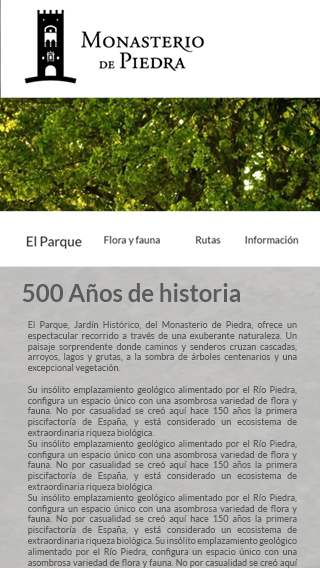 MONASTERIO
DE PIEDRA
El Parque
Flora y fauna
Rutas
Información
500 Años de historia
El Parque, Jardín Histórico, del Monasterio de Piedra, ofrece un
espectacular recorrido a través de una exuberante naturaleza. Un
paisaje sorprendente donde caminos y senderos cruzan cascadas,
arroyos, lagos y grutas, a la sombra de árboles centenarios y una
excepcional vegetación.
Su insólito emplazamiento geológico alimentado por el Río Piedra,
configura un espacio único con una asombrosa variedad de flora y
fauna. No por casualidad se creó aquí hace 150 años la primera
piscifactoría de España, y está considerado un ecosistema de
extraordinaria riqueza biológica.
Su insólito emplazamiento geológico alimentado por el Río Piedra,
configura un espacio único con una asombrosa variedad de flora y
fauna. No por casualidad se creó aquí hace 150 años la primera
piscifactoría de España, y está considerado un ecosistema de
extraordinaria riqueza biológica.
Su insólito emplazamiento geológico alimentado por el Río Piedra,
configura un espacio único con una asombrosa variedad de flora y
fauna. No por casualidad se creó aquí hace 150 años la primera
piscifactoría de España, y está considerado un ecosistema de
extraordinaria riqueza biológica. Su insólito emplazamiento geológico
alimentado por el Río Piedra, configura un espacio único con una
asombrosa variedad de flora y fauna. No por casualidad se creó aquí